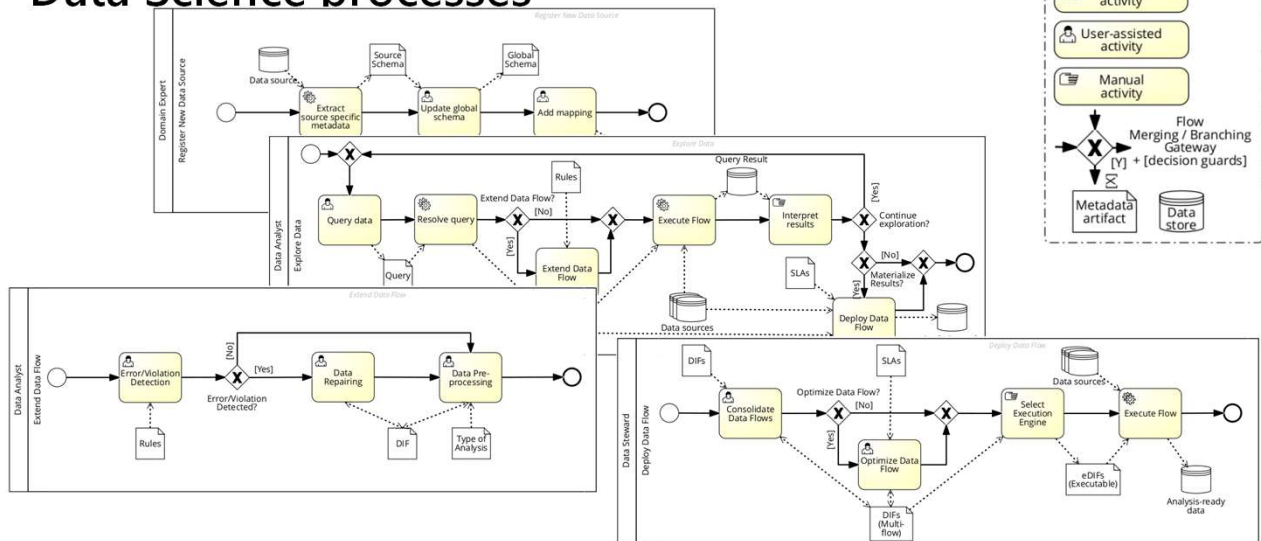 Data Science processes
Register New Data Source
Domain Expert
Register New Data Source
Data source
Source
Schema
Global
Schema
Extract
source specific
metadata
Update global
schema
Add mapping
activity
User-assisted
activity
Manual
activity
Flow
Merging / Branching
Gateway
+ [decision guards]
X
[Y]
[X]
Metadata
artifact
Data
store
Explore Data
Data Analyst
Explore Data
X
Query data
Resolve query
Query
Extend Data Flow?
X
[No]
[Yes]
Rules
Extend Data
Flow
X
Execute Flow
Query Result
Interpret
results
X
[Yes]
Continue
exploration?
X
[No]
X
Materialize
Results?
[Yes]
SLAs
Deploy Data
Flow
Data sources
Extend Data Flow
Data Analyst
Extend Data Flow
Error/Violation
Detection
Rules
X
[No]
[Yes]
Error/Violation
Detected?
Data
Repairing
Data Pre-
processing
DIF
Type of
Analysis
Deploy Data Flow
Data Steward
Deploy Data Flow
DIFs
Consolidate
Data Flows
Optimize Data Flow?
X
[No]
[Yes]
SLAs
Optimize Data
Flow
X
DIFs
(Multi-
flow)
Select
Execution
Engine
Data sources
Execute Flow
eDIFs
(Executable)
Analysis-ready
data